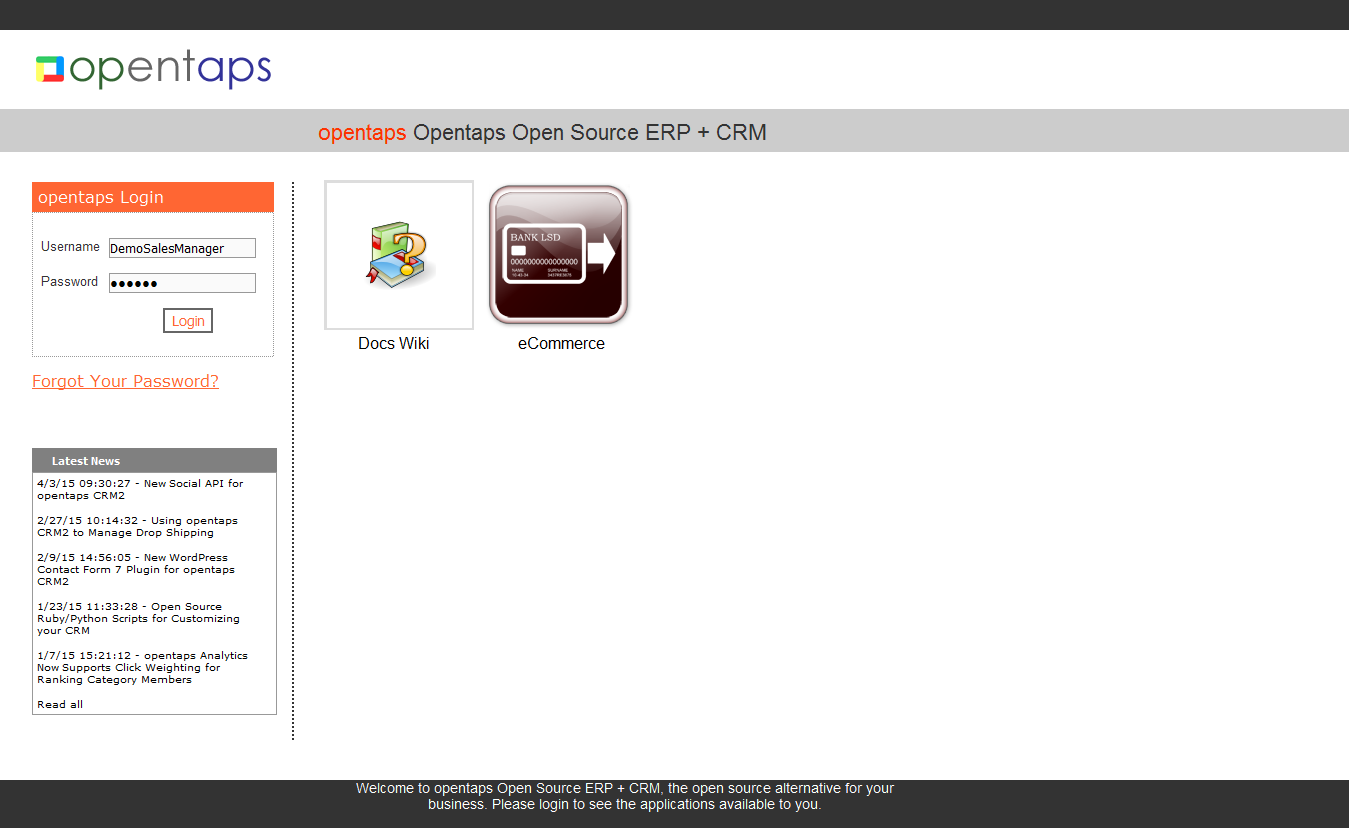 opentaps
opentaps Opentaps Open Source ERP + CRM
opentaps Login
Username DemoSalesManager
Password ●●●●●●
Login
Forgot Your Password?
BANK LSD
0000000000000000
NAME SURNAME
Docs Wiki
eCommerce
Latest News
4/3/15 09:30:27 - New Social API for
opentaps CRM2
2/27/15 10:14:32 - Using opentaps
CRM2 to Manage Drop Shipping
2/9/15 14:56:05 - New WordPress
Contact Form 7 Plugin for opentaps
CRM2
1/23/15 11:33:28 - Open Source
Ruby/Python Scripts for Customizing
your CRM
1/7/15 15:21:12 - opentaps Analytics
Now Supports Click Weighting for
Ranking Category Members
Read all
Welcome to opentaps Open Source ERP + CRM, the open source alternative for your
business. Please login to see the applications available to you.